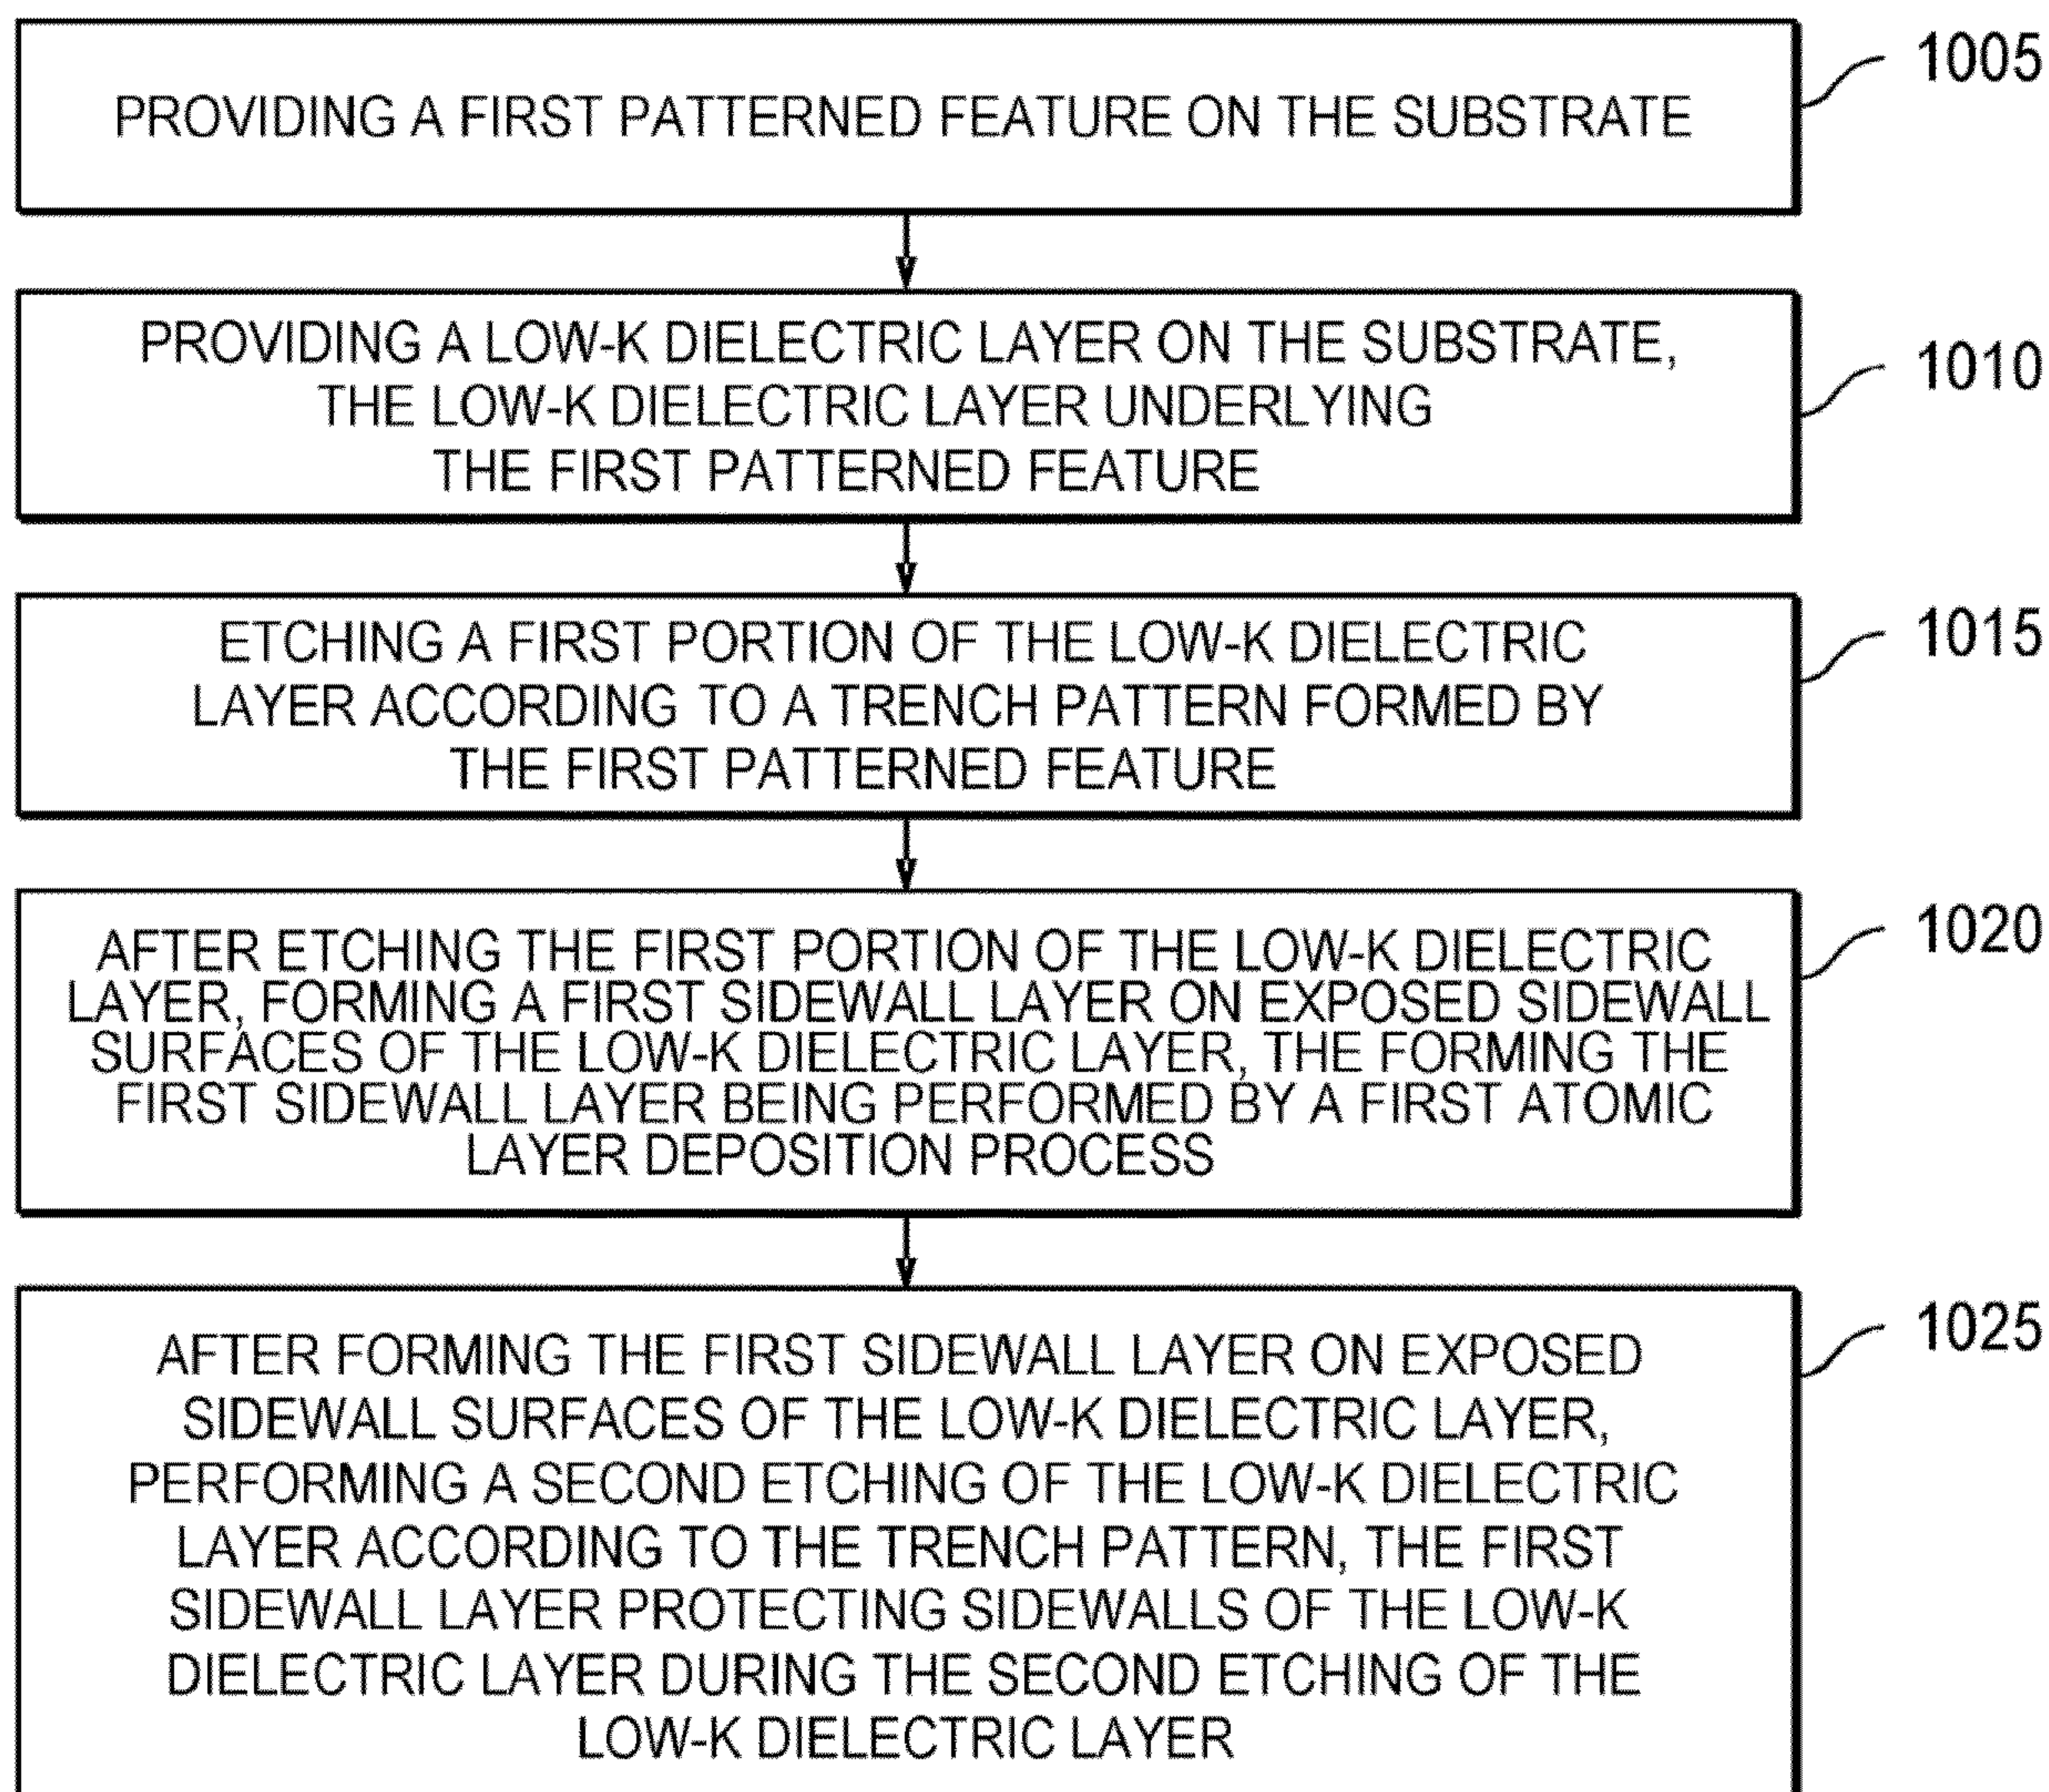 PROVIDING A FIRST PATTERNED FEATURE ON THE SUBSTRATE
1005
PROVIDING A LOW-K DIELECTRIC LAYER ON THE SUBSTRATE,
THE LOW-K DIELECTRIC LAYER UNDERLYING
THE FIRST PATTERNED FEATURE
1010
ETCHING A FIRST PORTION OF THE LOW-K DIELECTRIC
LAYER ACCORDING TO A TRENCH PATTERN FORMED BY
THE FIRST PATTERNED FEATURE
1015
AFTER ETCHING THE FIRST PORTION OF THE LOW-K DIELECTRIC
LAYER, FORMING A FIRST SIDEWALL LAYER ON EXPOSED SIDEWALL
SURFACES OF THE LOW-K DIELECTRIC LAYER, THE FORMING THE
FIRST SIDEWALL LAYER BEING PERFORMED BY A FIRST ATOMIC
LAYER DEPOSITION PROCESS
1020
AFTER FORMING THE FIRST SIDEWALL LAYER ON EXPOSED
SIDEWALL SURFACES OF THE LOW-K DIELECTRIC LAYER,
PERFORMING A SECOND ETCHING OF THE LOW-K DIELECTRIC
LAYER ACCORDING TO THE TRENCH PATTERN, THE FIRST
SIDEWALL LAYER PROTECTING SIDEWALLS OF THE LOW-K
DIELECTRIC LAYER DURING THE SECOND ETCHING OF THE
LOW-K DIELECTRIC LAYER
1025